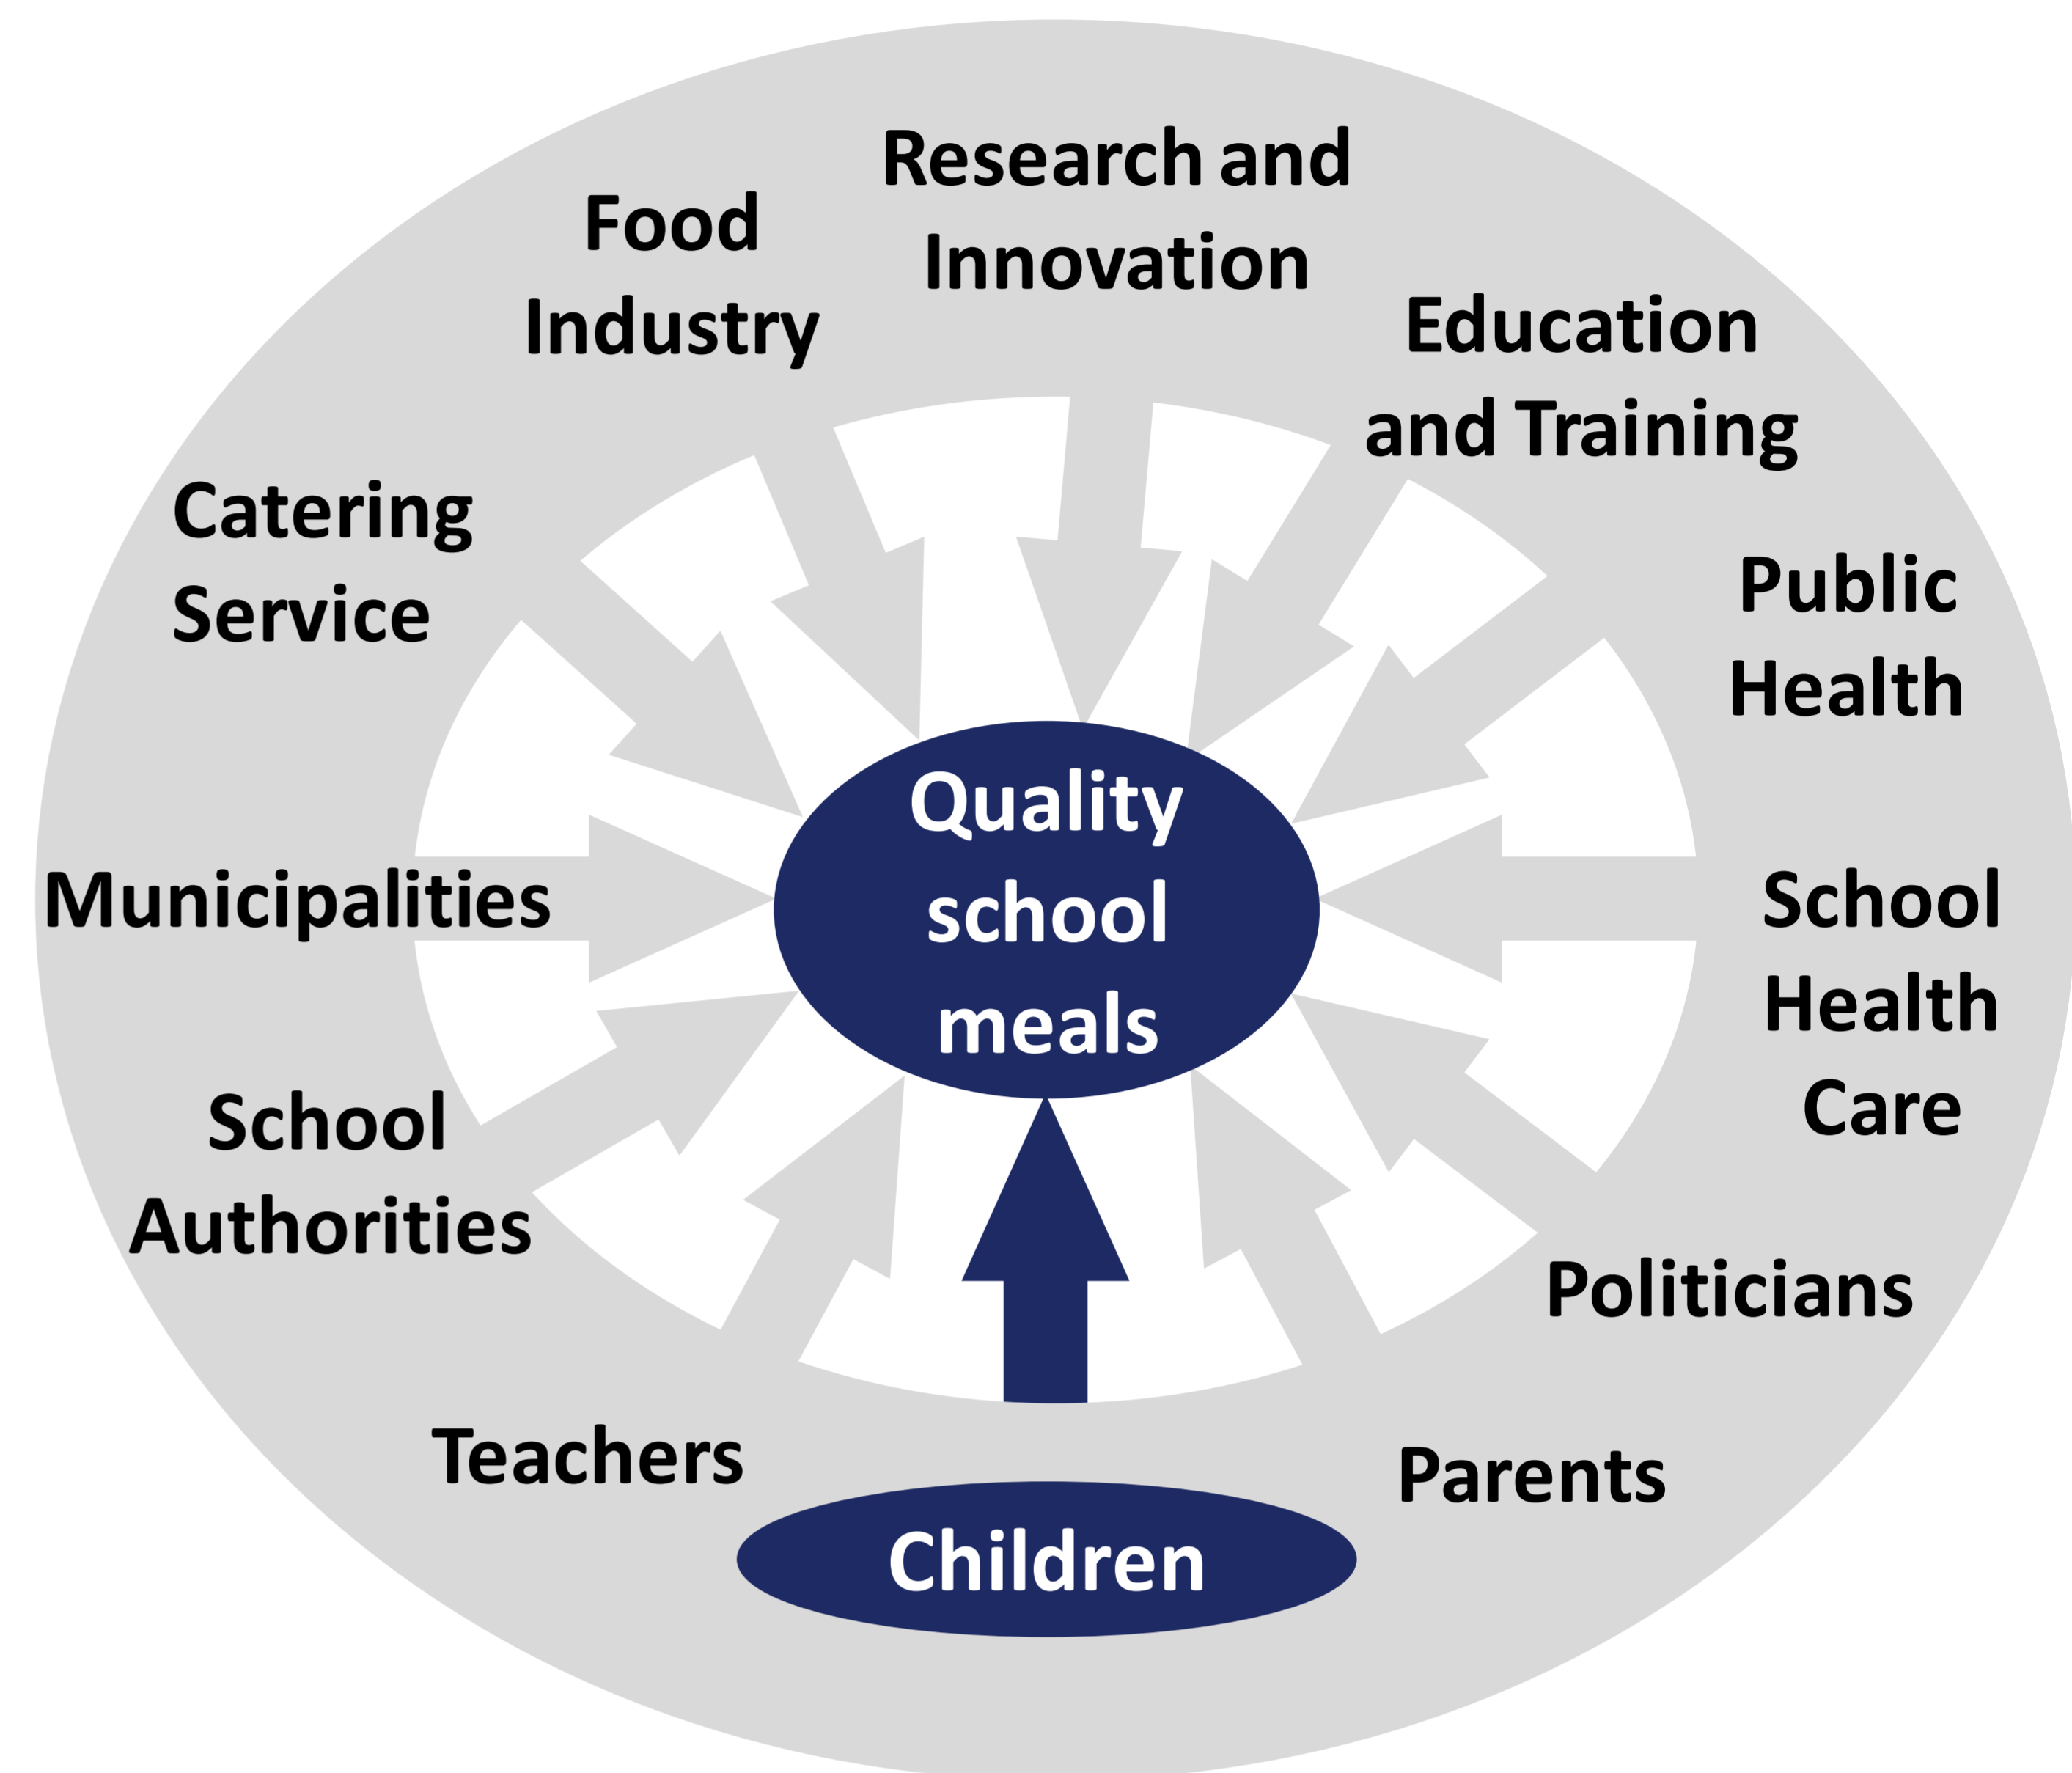 Research and
Innovation
Food
Industry
Education
and Training
Catering
Service
Public
Health
Quality
school
meals
Municipalities
School
Health
Care
School
Authorities
Politicians
Teachers
Parents
Children